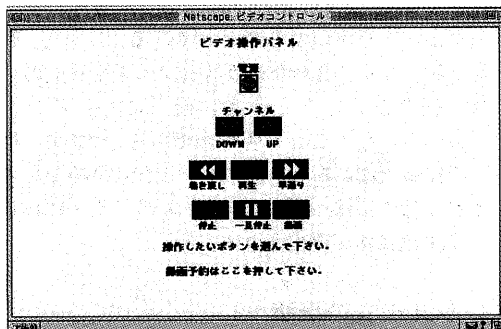 Netscape: ビデオコントロール
ビデオ操作パネル
電源
チャンネル
DOWN UP
巻き戻し 再生 早送り
停止 一旦停止 録画
操作したいボタンを選んで下さい.
録画予約はここを押して下さい.